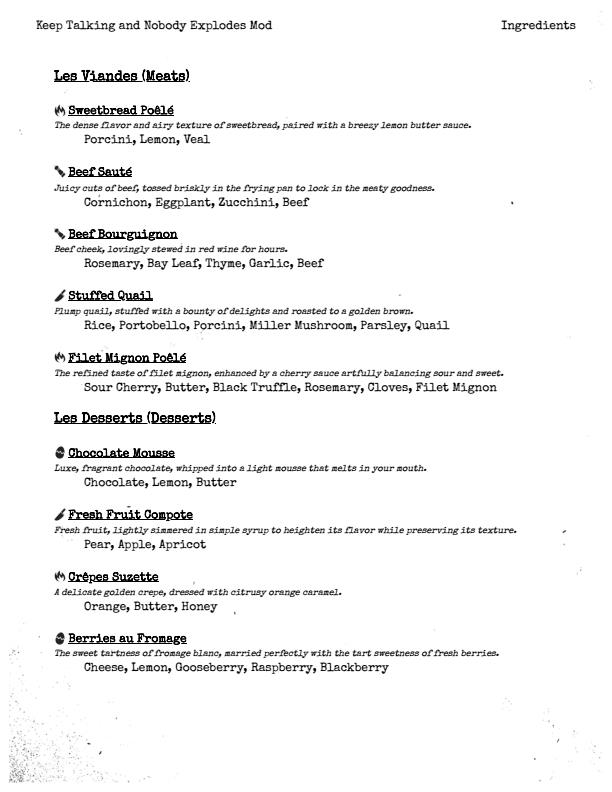 Keep Talking and Nobody Explodes Mod
Ingredients
Les Viandes (Meats)
Sweetbread Poêlé
The dense flavor and airy texture of sweetbread, paired with a breezy lemon butter sauce.
Porcini, Lemon, Veal
Beef Sauté
Juicy cuts of beef, tossed briskly in the frying pan to lock in the meaty goodness.
Cornichon, Eggplant, Zucchini, Beef
Beef Bourguignon
Beef cheek, lovingly stewed in red wine for hours.
Rosemary, Bay Leaf, Thyme, Garlic, Beef
Stuffed Quail
Plump quail, stuffed with a bounty of delights and roasted to a golden brown.
Rice, Portobello, Porcini, Miller Mushroom, Parsley, Quail
Filet Mignon Poêlé
The refined taste of filet mignon, enhanced by a cherry sauce artfully balancing sour and sweet.
Sour Cherry, Butter, Black Truffle, Rosemary, Cloves, Filet Mignon
Les Desserts (Desserts)
Chocolate Mousse
Luxe, fragrant chocolate, whipped into a light mousse that melts in your mouth.
Chocolate, Lemon, Butter
Fresh Fruit Compote
Fresh fruit, lightly simmered in simple syrup to heighten its flavor while preserving its texture.
Pear, Apple, Apricot
Crêpes Suzette
A delicate golden crepe, dressed with citrusy orange caramel.
Orange, Butter, Honey
Berries au Fromage
The sweet tartness of fromage blanc, married perfectly with the tart sweetness of fresh berries.
Cheese, Lemon, Gooseberry, Raspberry, Blackberry